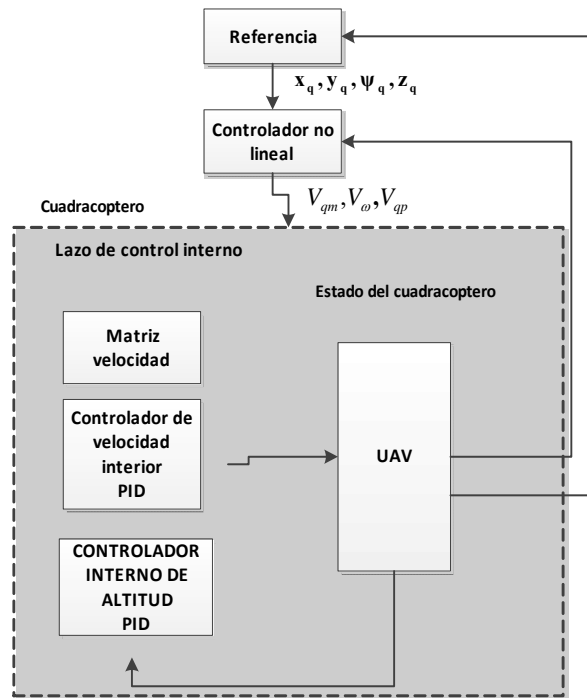 Referencia
x_q, y_q, ψ_q, z_q
Controlador no
lineal
V_qm, V_ω, V_qp
Cuadracoptero
Lazo de control interno
Estado del cuadracoptero
Matriz
velocidad
Controlador de
velocidad
interior
PID
UAV
CONTROLADOR
INTERNO DE
ALTITUD
PID